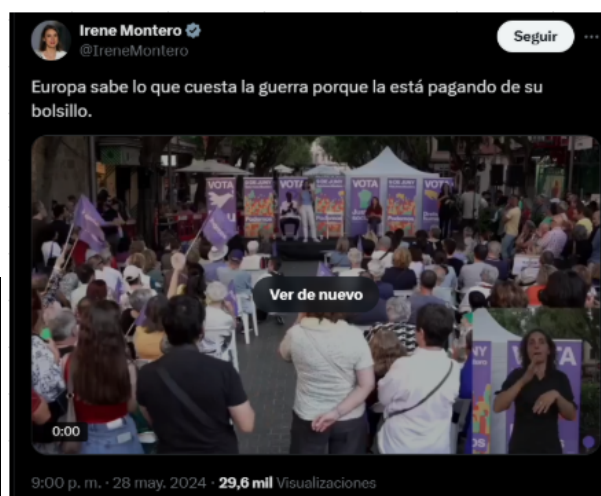 Irene Montero
Seguir
@IreneMontero
Europa sabe lo que cuesta la guerra porque la está pagando de su
bolsillo.
VOTA
VOTA
VOTA
VOTA
Ver de nuevo
VOTA
0:00
9:00 p. m. · 28 may. 2024 · 29,6 mil Visualizaciones